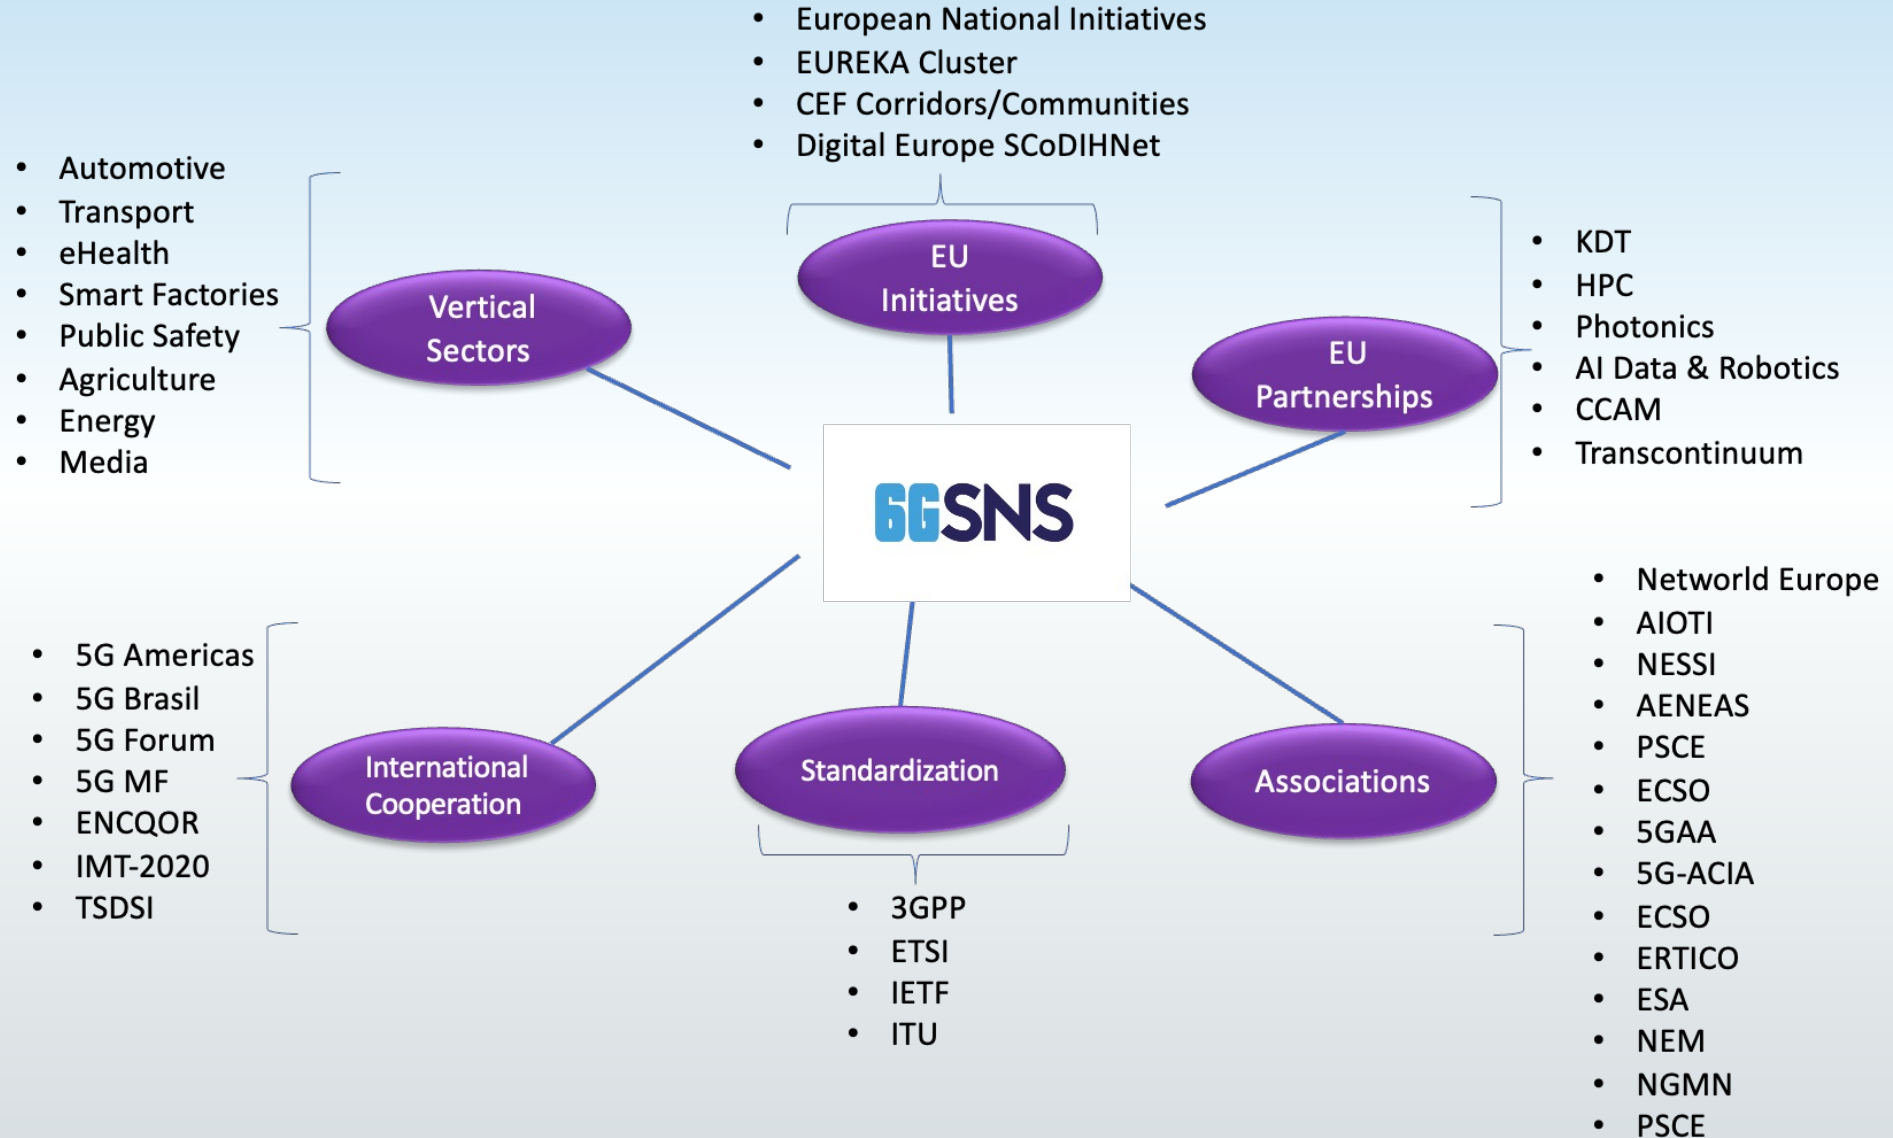 • European National Initiatives
• EUREKA Cluster
• CEF Corridors/Communities
• Digital Europe SCoDIHNet
• Automotive
• Transport
• eHealth
• Smart Factories
• Public Safety
• Agriculture
• Energy
• Media
Vertical
Sectors
EU
Initiatives
EU
Partnerships
• KDT
• HPC
• Photonics
• AI Data & Robotics
• CCAM
• Transcontinuum
6GSNS
• 5G Americas
• 5G Brasil
• 5G Forum
• 5G MF
• ENCQOR
• IMT-2020
• TSDSI
International
Cooperation
Standardization
• 3GPP
• ETSI
• IETF
• ITU
Associations
• Networld Europe
• AIOTI
• NESSI
• AENEAS
• PSCE
• ECSO
• 5GAA
• 5G-ACIA
• ECSO
• ERTICO
• ESA
• NEM
• NGMN
• PSCE